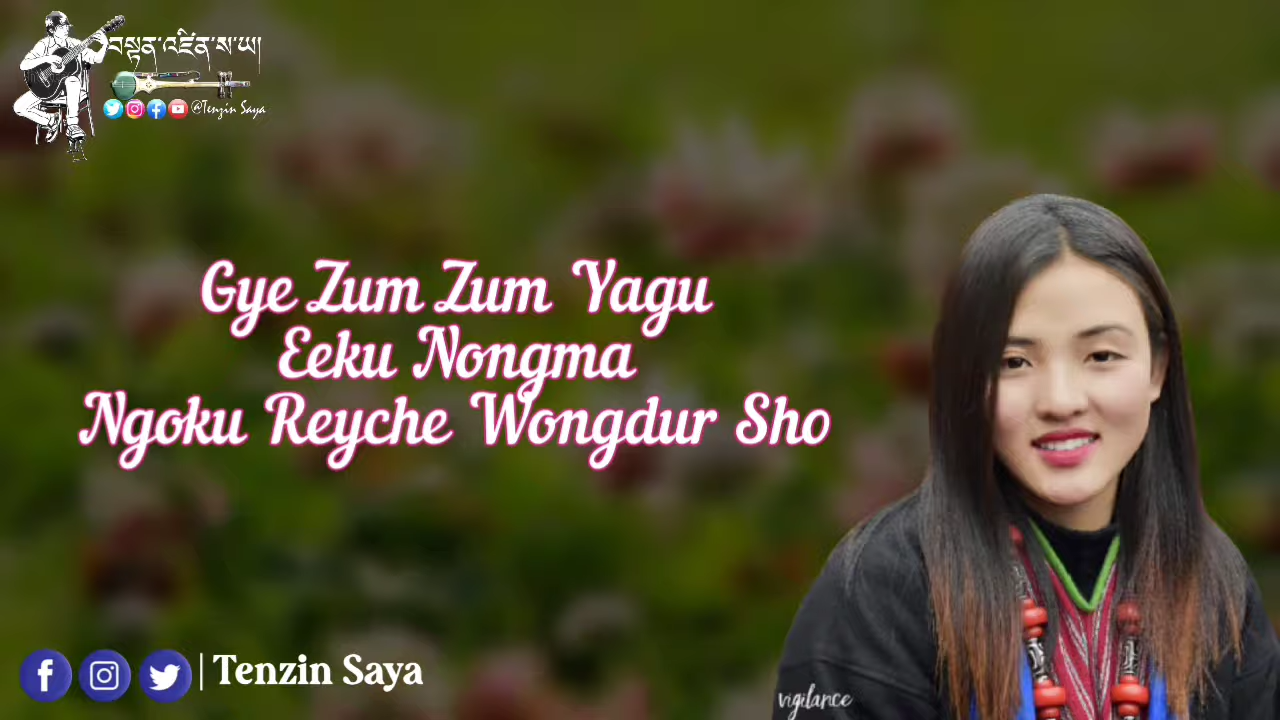 བསྟན་འཛིན་ས་ཡ།
@Tenzin Saya
Gye Zum Zum Yagu
Eeku Nongma
Ngoku Reyche Wongdur Sho
Tenzin Saya
vigilance